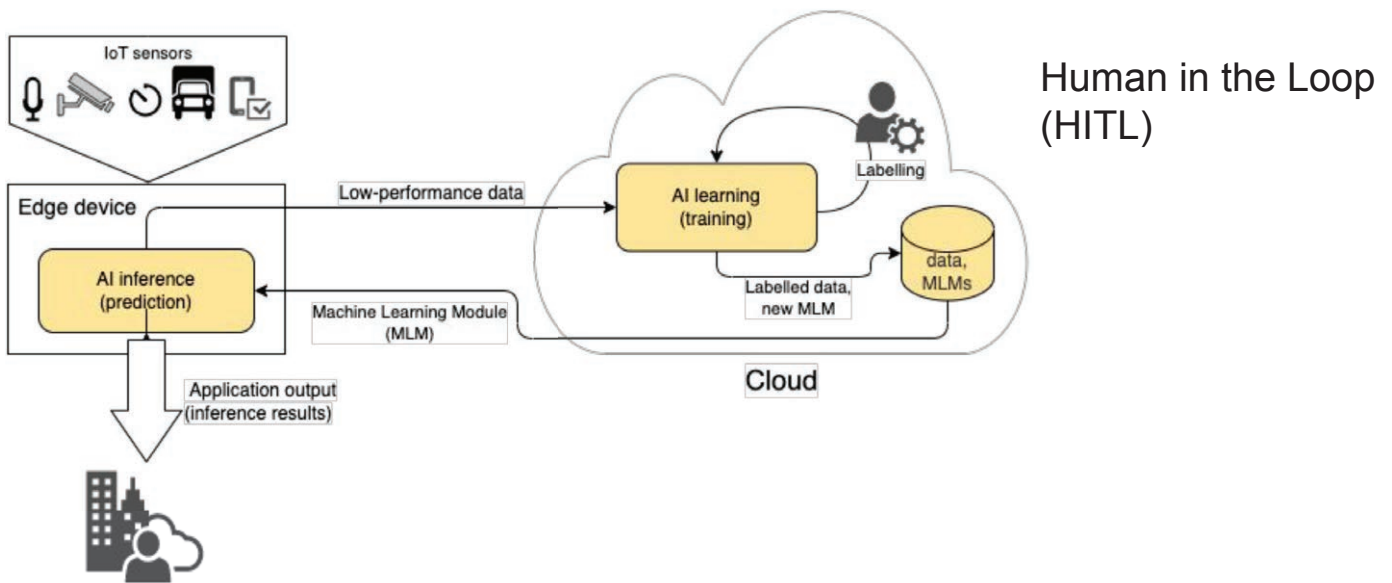 IoT sensors
Human in the Loop
(HITL)
Labelling
Low-performance data
Edge device
AI learning
(training)
AI inference
(prediction)
data,
MLMs
Labelled data,
new MLM
Machine Learning Module
(MLM)
Cloud
Application output
(inference results)